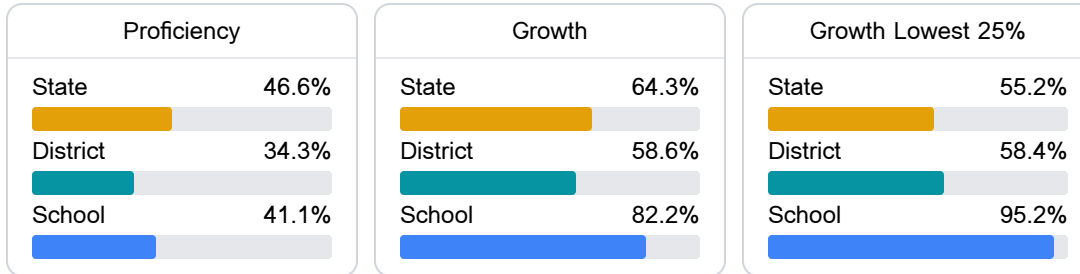 Proficiency
State 46.6%
District 34.3%
School 41.1%
Growth
State 64.3%
District 58.6%
School 82.2%
Growth Lowest 25%
State 55.2%
District 58.4%
School 95.2%